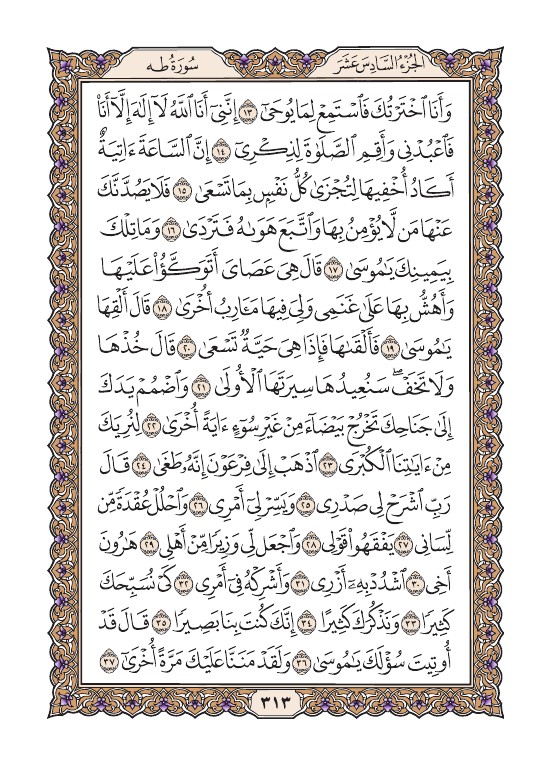 الجُزْءُ السَّادِسَ عَشَرَ
سُورَةُ طه
وَأَنَا ٱخْتَرْتُكَ فَٱسْتَمِعْ لِمَا يُوحَىٰٓ ١٣ إِنَّنِىٓ أَنَا ٱللَّهُ لَآ إِلَٰهَ إِلَّآ أَنَا۠
فَٱعْبُدْنِى وَأَقِمِ ٱلصَّلَوٰةَ لِذِكْرِىٓ ١٤ إِنَّ ٱلسَّاعَةَ ءَاتِيَةٌ
أَكَادُ أُخْفِيهَا لِتُجْزَىٰ كُلُّ نَفْسٍۭ بِمَا تَسْعَىٰ ١٥ فَلَا يَصُدَّنَّكَ
عَنْهَا مَن لَّا يُؤْمِنُ بِهَا وَٱتَّبَعَ هَوَىٰهُ فَتَرْدَىٰ ١٦ وَمَا تِلْكَ
بِيَمِينِكَ يَٰمُوسَىٰ ١٧ قَالَ هِىَ عَصَاىَ أَتَوَكَّؤُا۟ عَلَيْهَا
وَأَهُشُّ بِهَا عَلَىٰ غَنَمِى وَلِىَ فِيهَا مَـَٔارِبُ أُخْرَىٰ ١٨ قَالَ أَلْقِهَا
يَٰمُوسَىٰ ١٩ فَأَلْقَىٰهَا فَإِذَا هِىَ حَيَّةٌ تَسْعَىٰ ٢٠ قَالَ خُذْهَا
وَلَا تَخَفْ ۖ سَنُعِيدُهَا سِيرَتَهَا ٱلْأُولَىٰ ٢١ وَٱضْمُمْ يَدَكَ
إِلَىٰ جَنَاحِكَ تَخْرُجْ بَيْضَآءَ مِنْ غَيْرِ سُوٓءٍ ءَايَةً أُخْرَىٰ ٢٢ لِنُرِيَكَ
مِنْ ءَايَٰتِنَا ٱلْكُبْرَى ٢٣ ٱذْهَبْ إِلَىٰ فِرْعَوْنَ إِنَّهُۥ طَغَىٰ ٢٤ قَالَ
رَبِّ ٱشْرَحْ لِى صَدْرِى ٢٥ وَيَسِّرْ لِىٓ أَمْرِى ٢٦ وَٱحْلُلْ عُقْدَةً مِّن
لِّسَانِى ٢٧ يَفْقَهُوا۟ قَوْلِى ٢٨ وَٱجْعَل لِّى وَزِيرًا مِّنْ أَهْلِى ٢٩ هَٰرُونَ
أَخِى ٣٠ ٱشْدُدْ بِهِۦٓ أَزْرِى ٣١ وَأَشْرِكْهُ فِىٓ أَمْرِى ٣٢ كَىْ نُسَبِّحَكَ
كَثِيرًا ٣٣ وَنَذْكُرَكَ كَثِيرًا ٣٤ إِنَّكَ كُنتَ بِنَا بَصِيرًا ٣٥ قَالَ قَدْ
أُوتِيتَ سُؤْلَكَ يَٰمُوسَىٰ ٣٦ وَلَقَدْ مَنَنَّا عَلَيْكَ مَرَّةً أُخْرَىٰٓ ٣٧
٣١٣